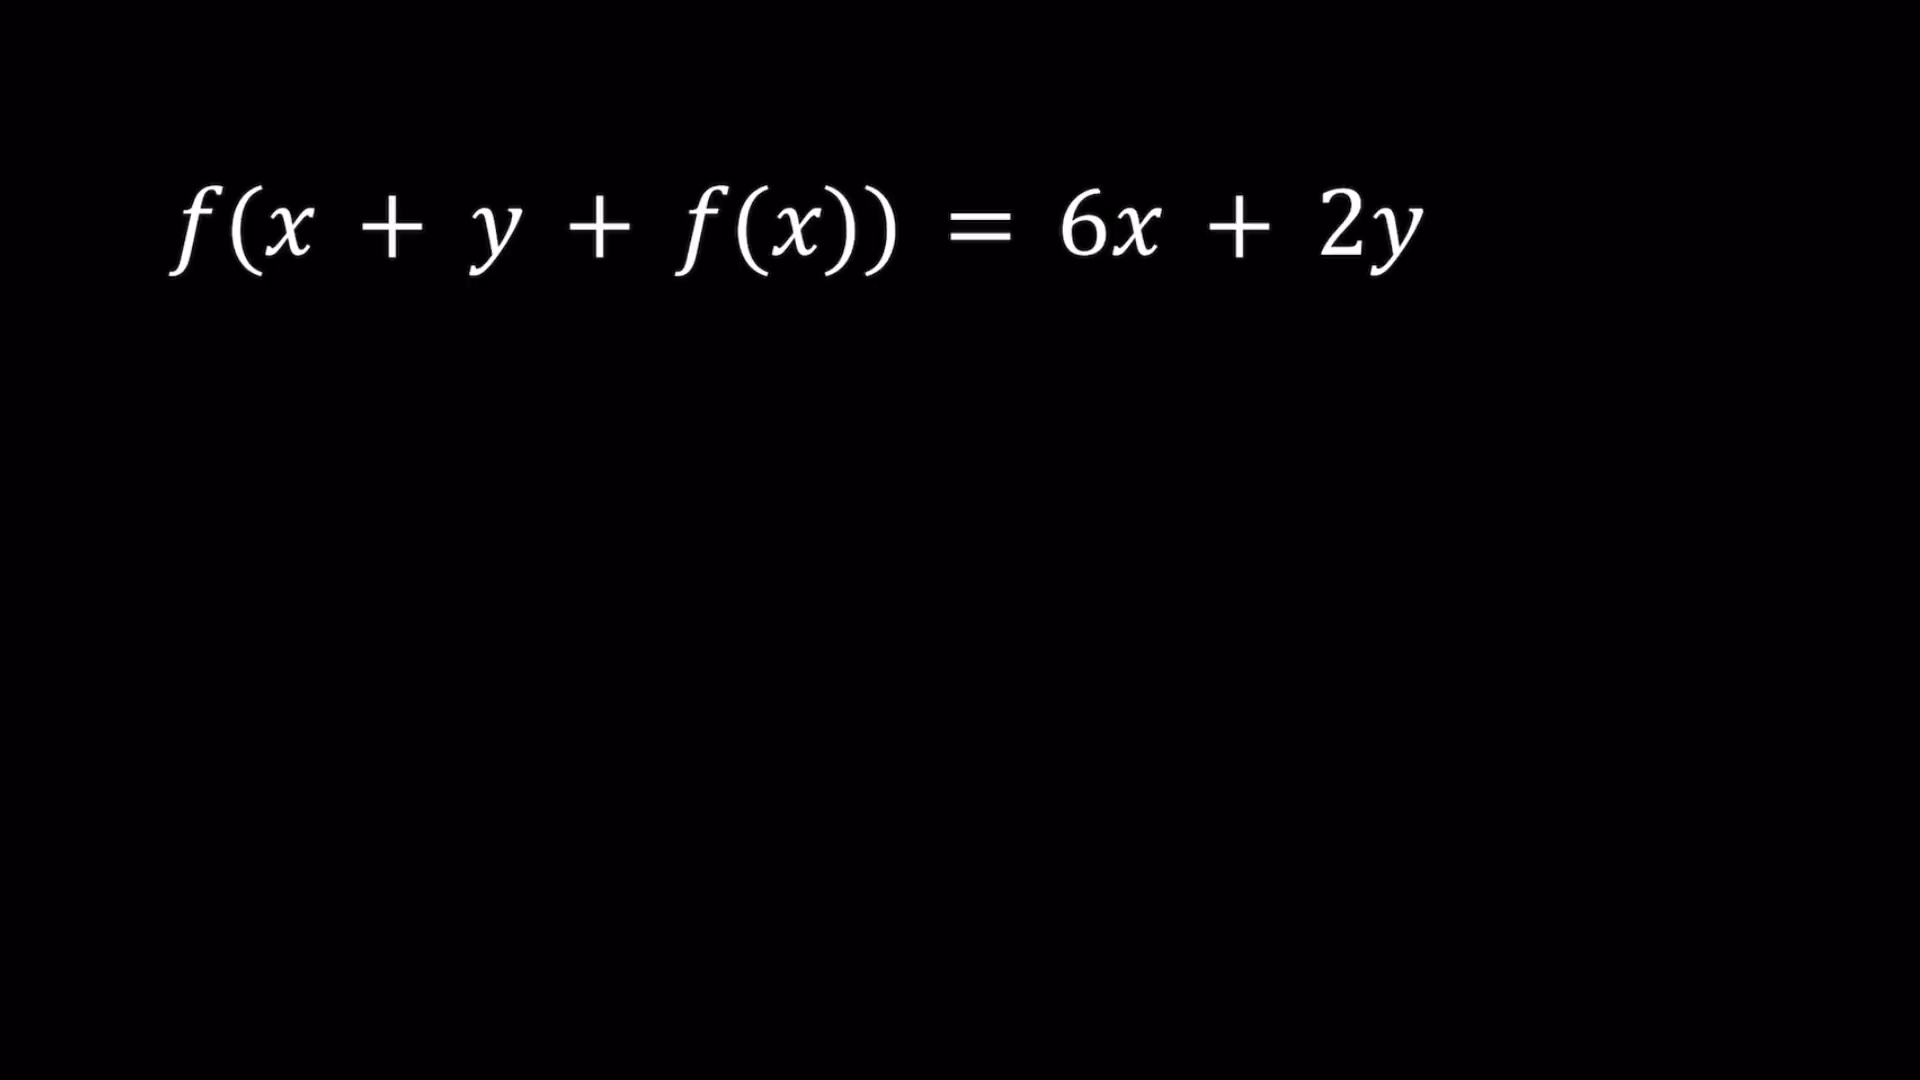 f(x + y + f(x)) = 6x + 2y